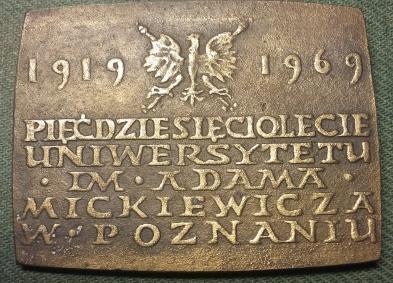 1919 1969
PIĘĆDZIESIĘCIOLECIE
UNIWERSYTETU
· IM · ADAMA ·
MICKIEWICZA
W · POZNANIU